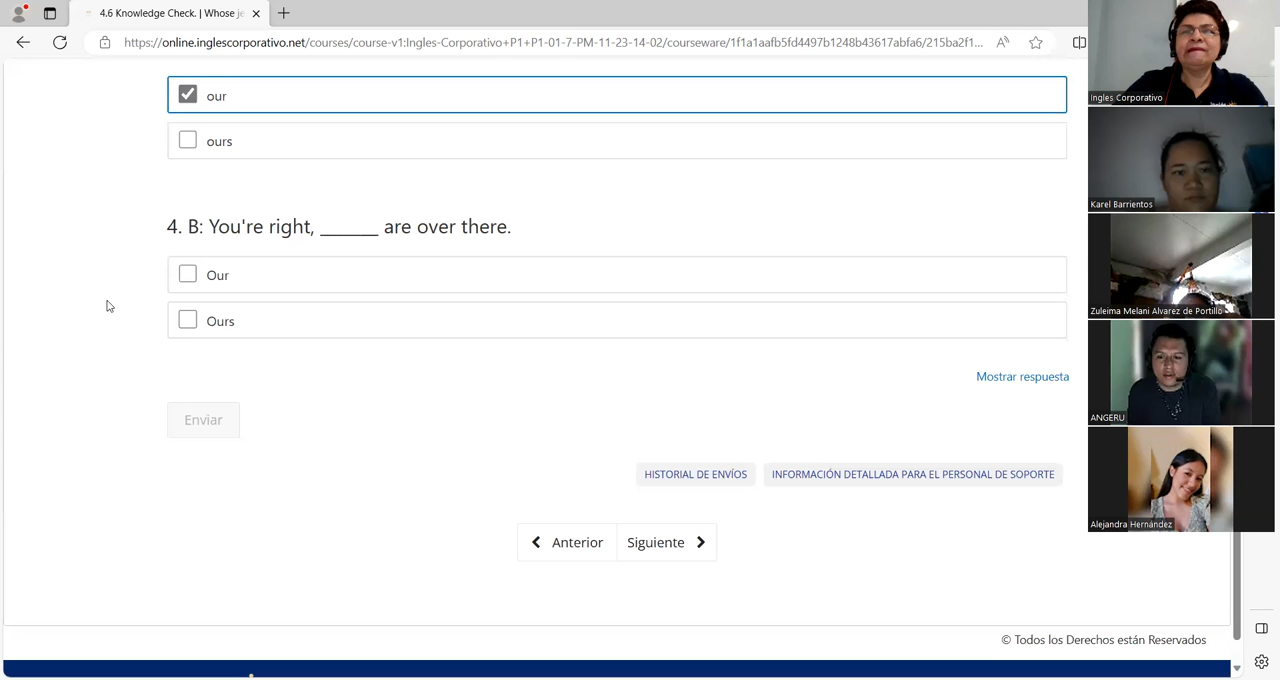 4.6 Knowledge Check. | Whose je
https://online.inglescorporativo.net/courses/course-v1:Ingles-Corporativo+P1+P1-01-7-PM-11-23-14-02/courseware/1f1a1aafb5fd4497b1248b43617abfa6/215ba2f1...
our
ours
4. B: You're right, _______ are over there.
Our
Ours
Mostrar respuesta
Enviar
HISTORIAL DE ENVÍOS
INFORMACIÓN DETALLADA PARA EL PERSONAL DE SOPORTE
Anterior
Siguiente
© Todos los Derechos están Reservados
Ingles Corporativo
Karel Barrientos
Zuleima Melani Alvarez de Portillo
ANGERU
Alejandra Hernández